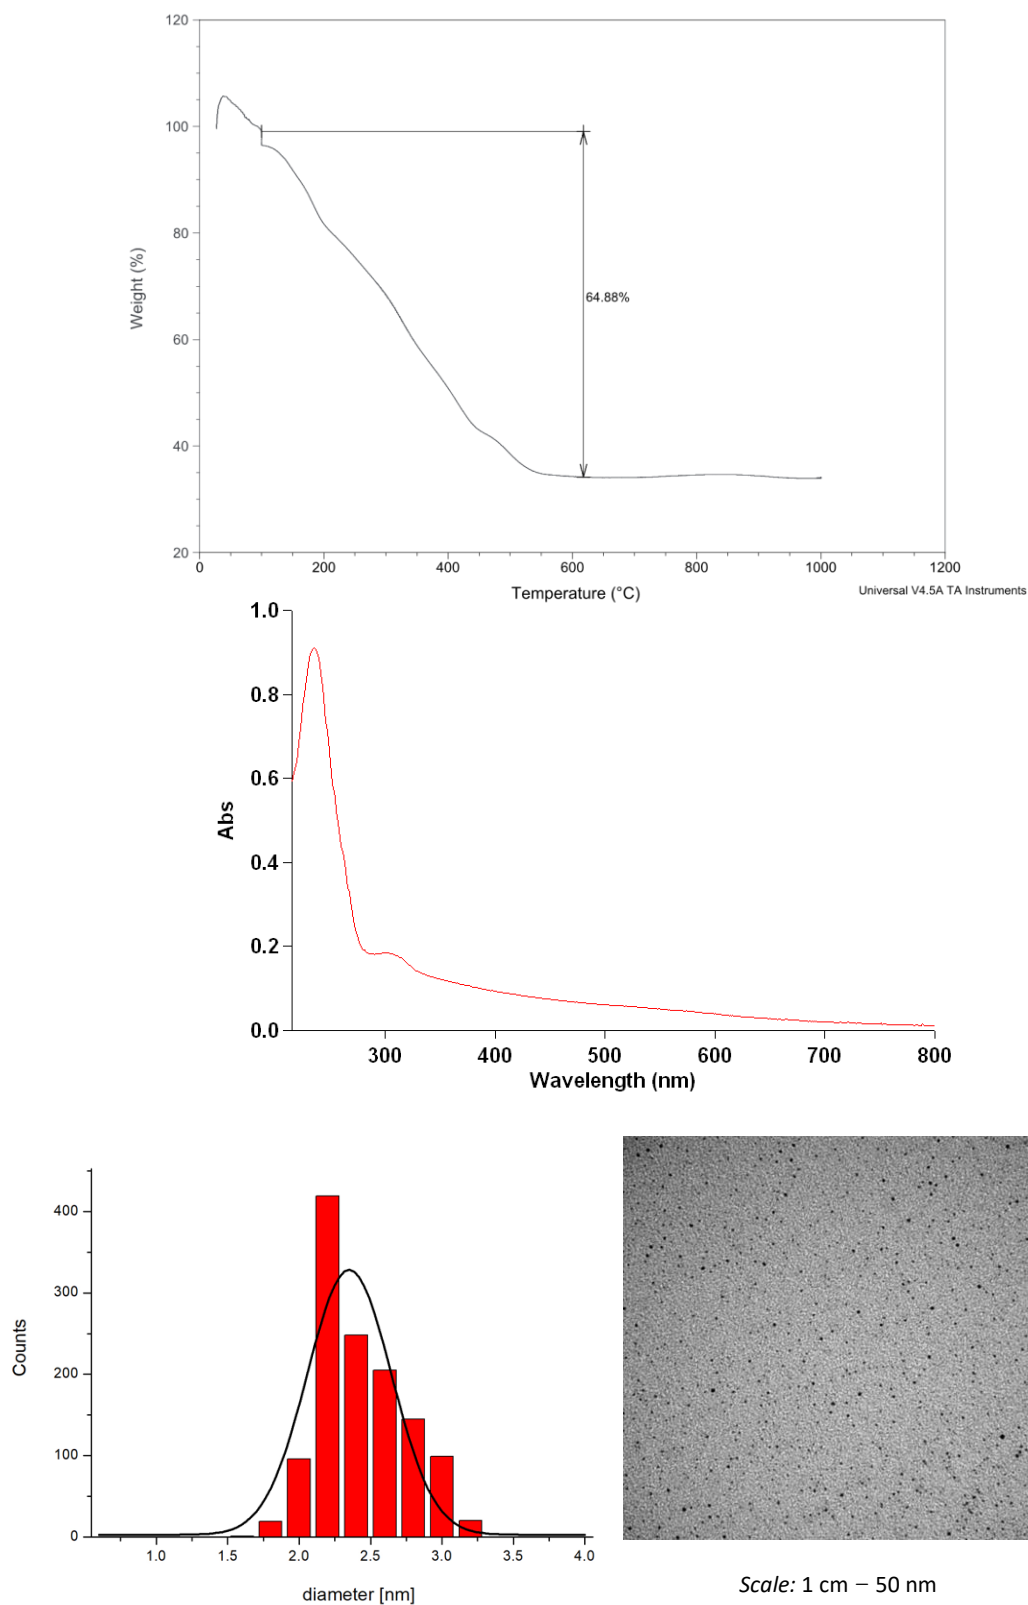 120
100
80
60
40
20
Weight (%)
64.88%
0 200 400 600 800 1000 1200
Temperature (°C)
Universal V4.5A TA Instruments
1.0
0.8
0.6
0.4
0.2
0.0
Abs
300 400 500 600 700 800
Wavelength (nm)
400
300
200
100
0
Counts
1.0 1.5 2.0 2.5 3.0 3.5 4.0
diameter [nm]
Scale: 1 cm – 50 nm